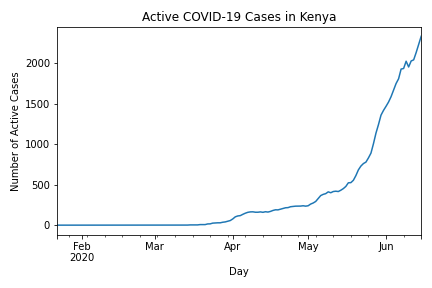 Active COVID-19 Cases in Kenya
Number of Active Cases
2000
1500
1000
500
0
Feb
2020
Mar
Apr
May
Jun
Day